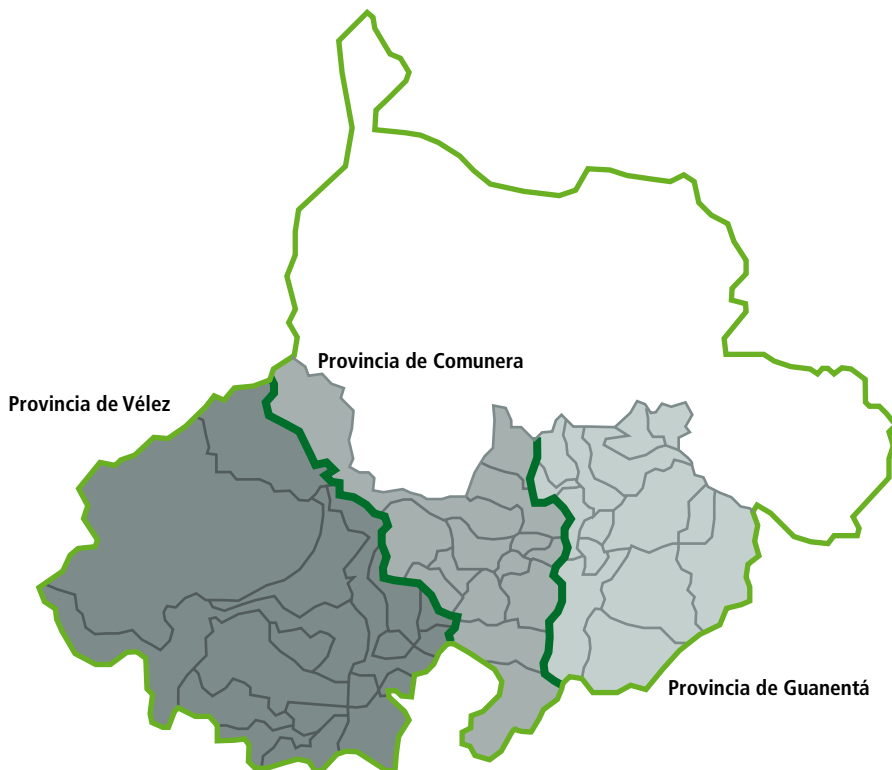 Provincia de Comunera
Provincia de Vélez
Provincia de Guanentá